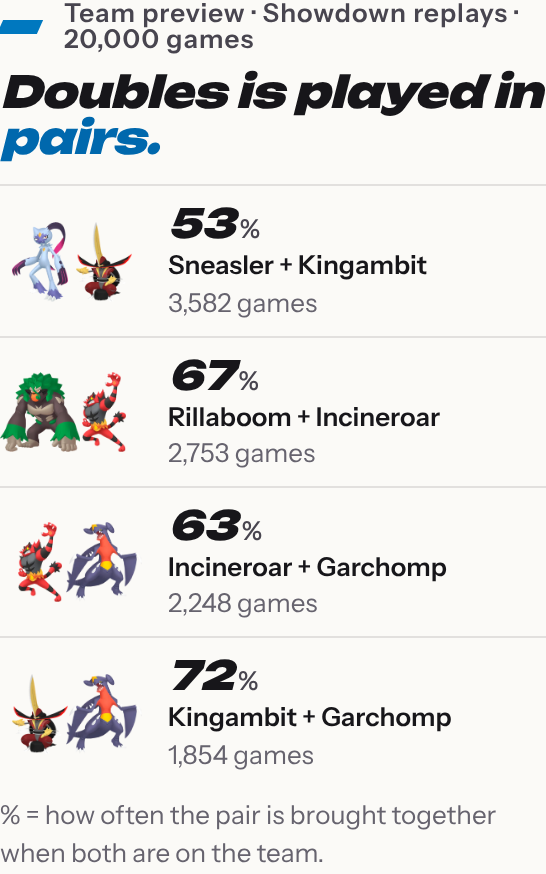 Team preview · Showdown replays ·
20,000 games
Doubles is played in
pairs.
53%
Sneasler + Kingambit
3,582 games
67%
Rillaboom + Incineroar
2,753 games
63%
Incineroar + Garchomp
2,248 games
72%
Kingambit + Garchomp
1,854 games
% = how often the pair is brought together
when both are on the team.